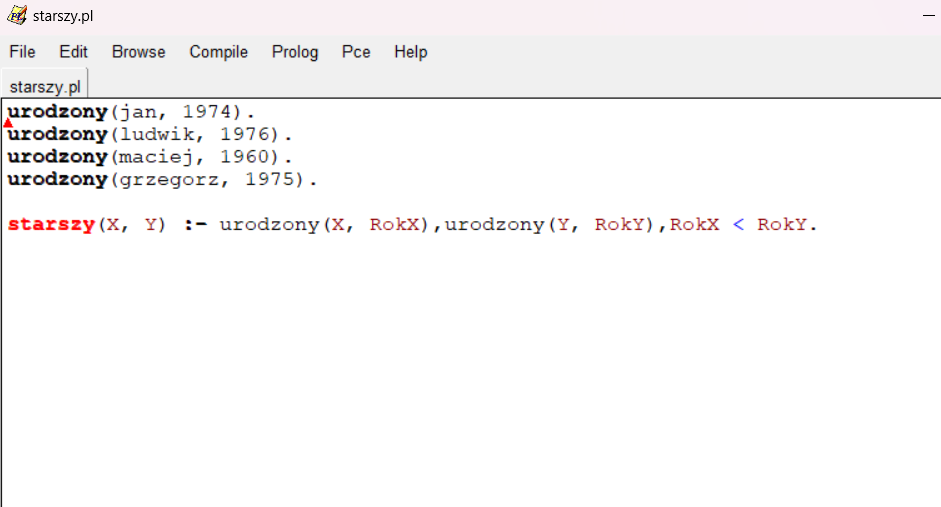 starszy.pl
File Edit Browse Compile Prolog Pce Help
starszy.pl
urodzony(jan, 1974).
urodzony(ludwik, 1976).
urodzony(maciej, 1960).
urodzony(grzegorz, 1975).
starszy(X, Y) :- urodzony(X, RokX),urodzony(Y, RokY),RokX < RokY.